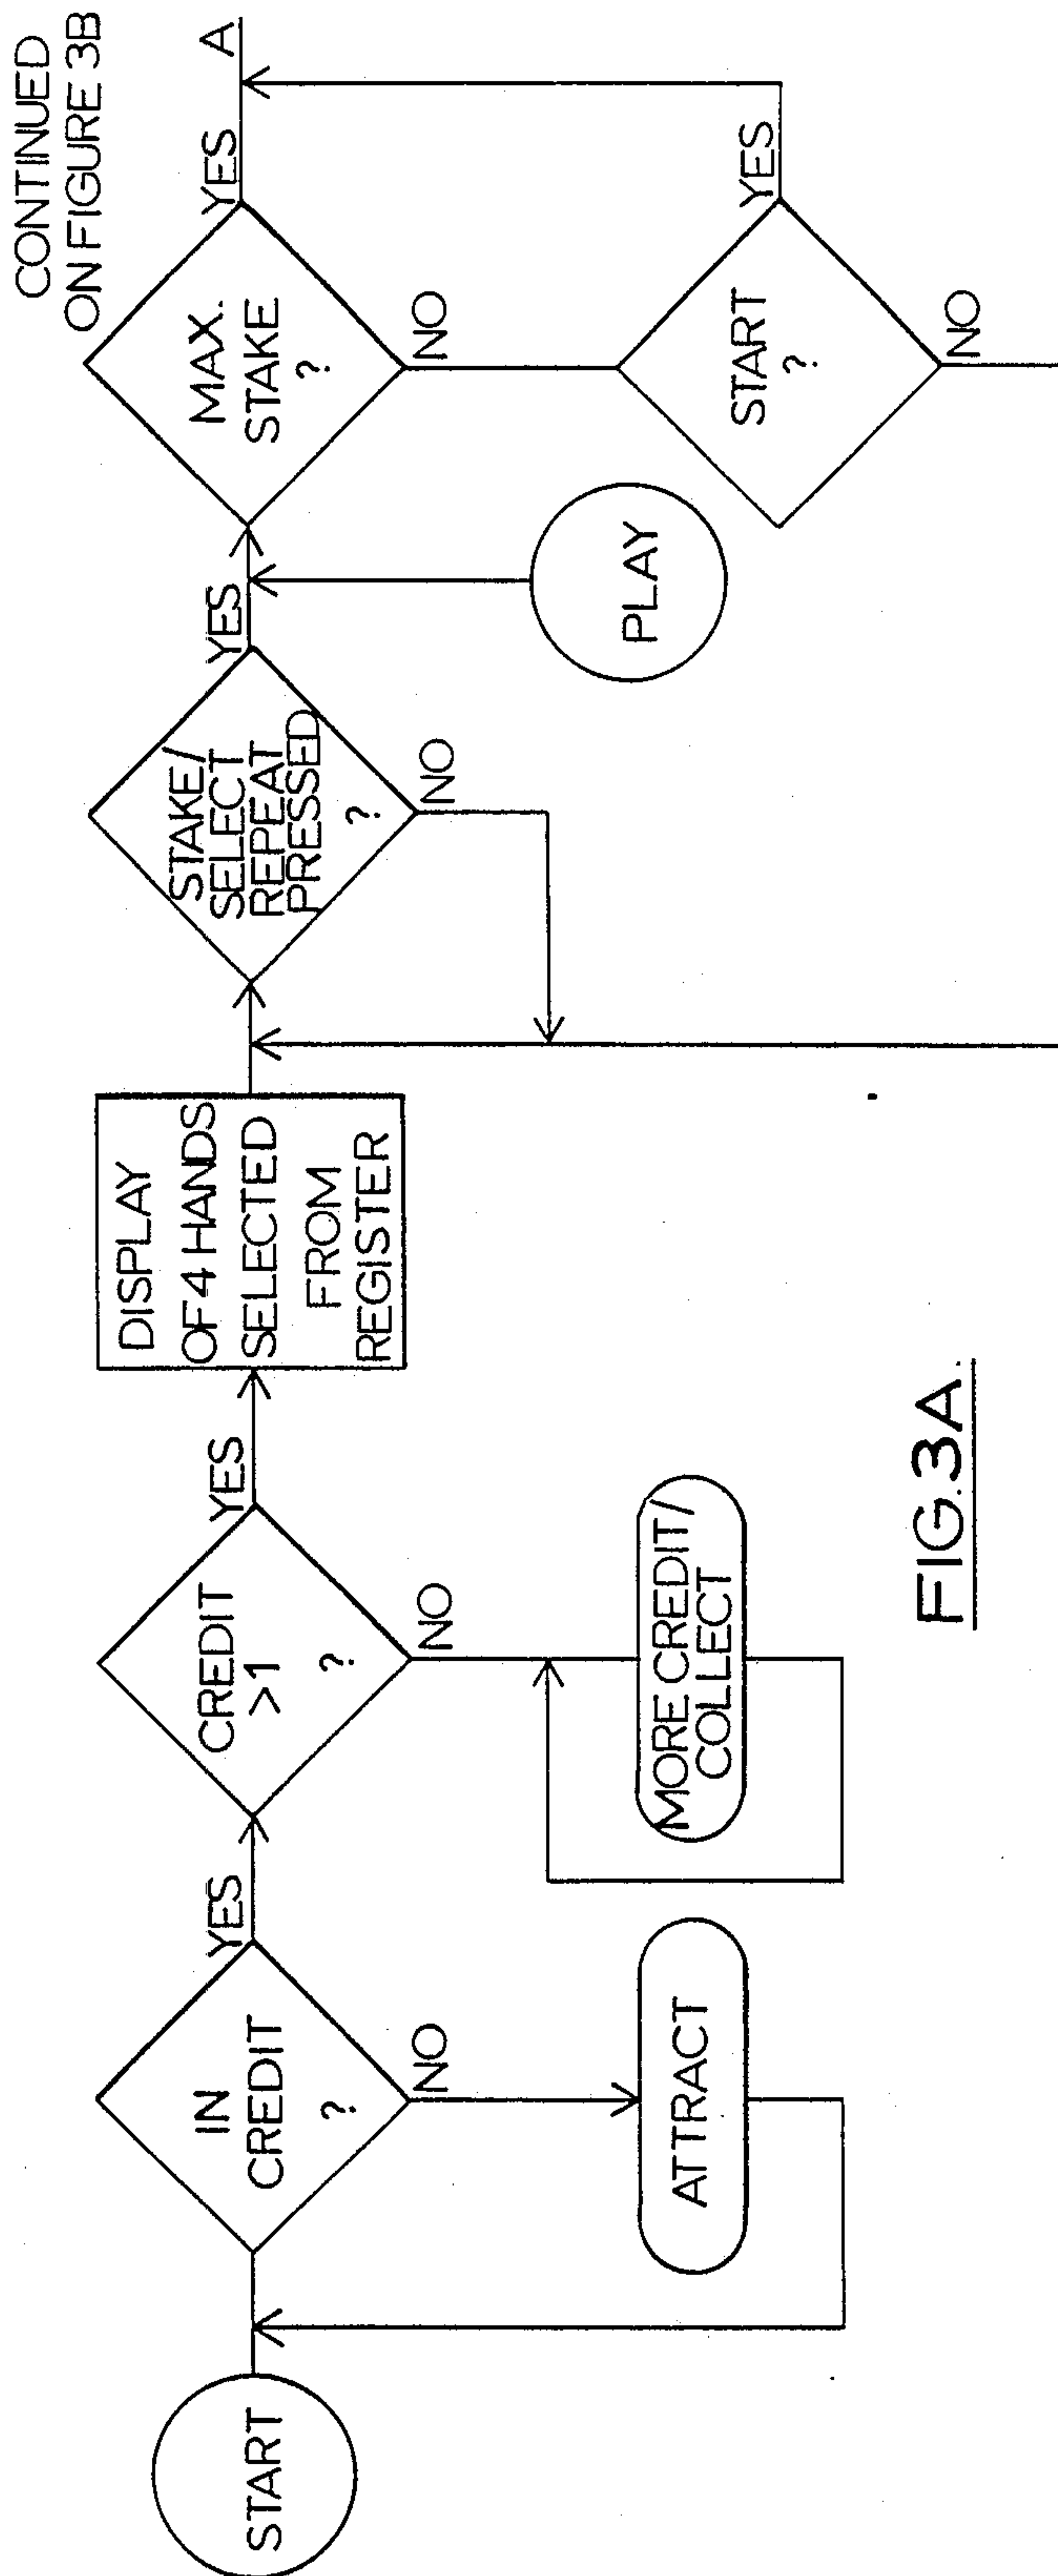 START
IN
CREDIT
?
YES
NO
ATTRACT
CREDIT
>1
?
YES
NO
MORE CREDIT/
COLLECT
DISPLAY
OF 4 HANDS
SELECTED
FROM
REGISTER
STAKE/
SELECT
REPEAT
PRESSED
?
YES
NO
PLAY
MAX.
STAKE
?
YES
NO
A
CONTINUED
ON FIGURE 3B
START
?
YES
NO
FIG.3A.